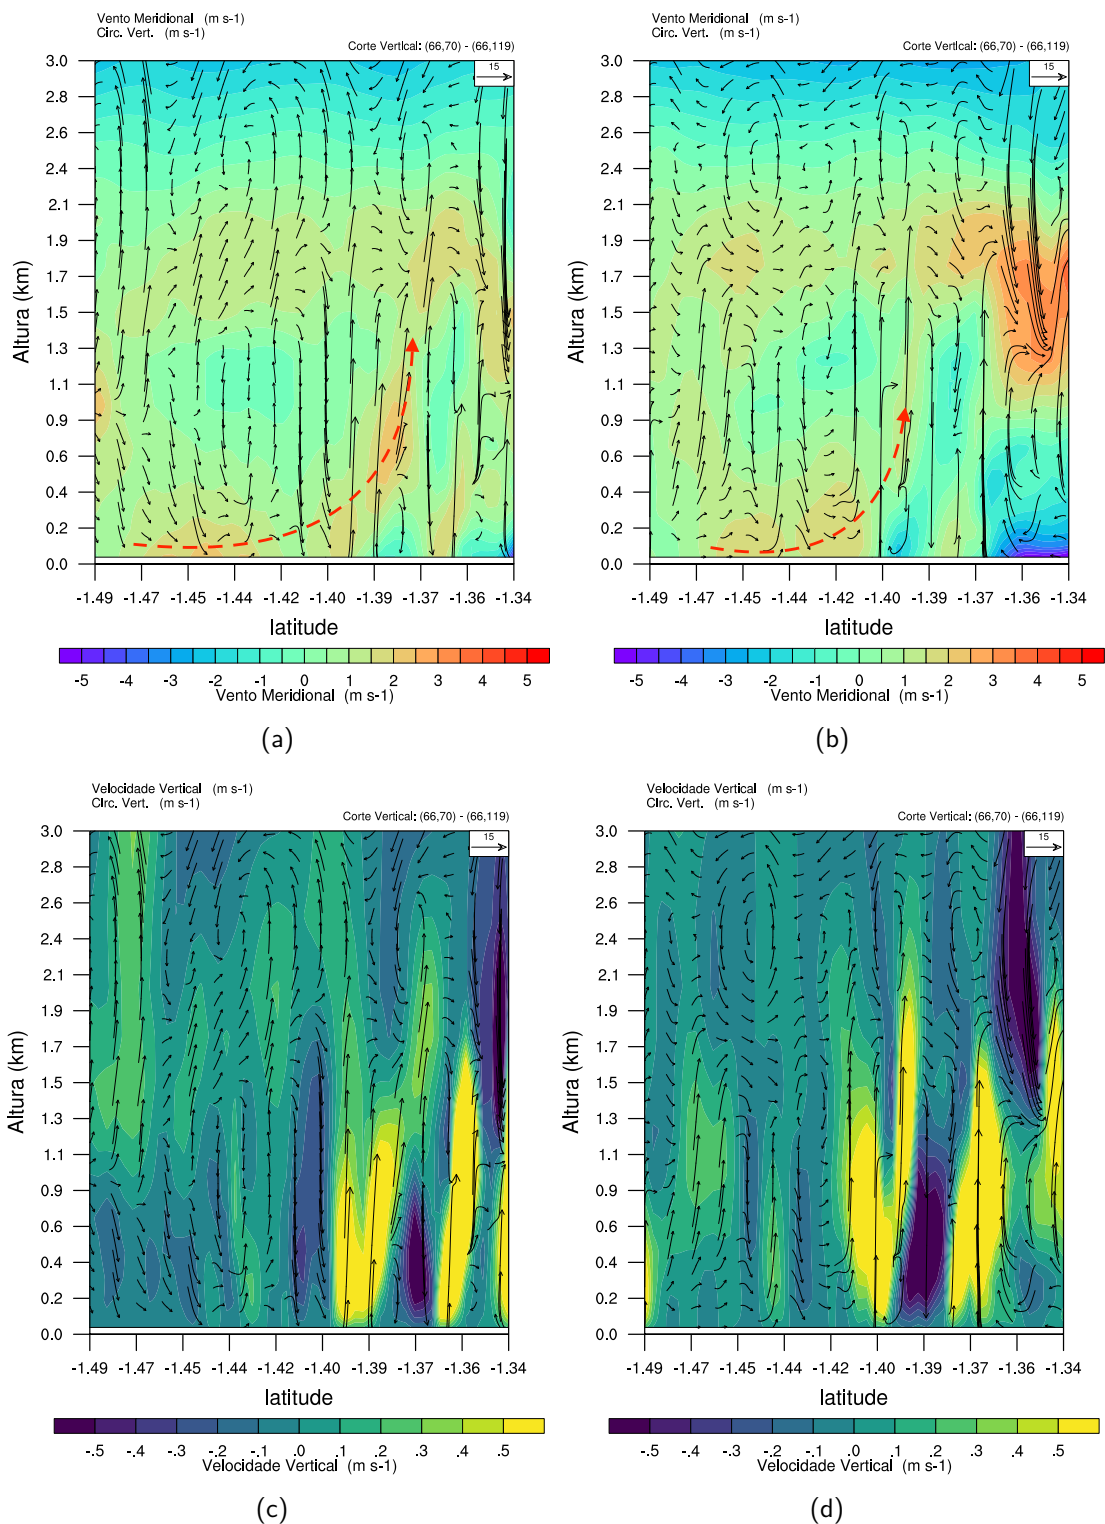 Vento Meridional (m s-1)
Circ. Vert. (m s-1)
Corte Vertical: (66,70) - (66,119)
15
3.0
2.8
2.6
2.4
2.1
1.9
1.7
1.5
1.3
1.1
0.9
0.6
0.4
0.2
0.0
Altura (km)
-1.49 -1.47 -1.45 -1.44 -1.42 -1.40 -1.39 -1.37 -1.36 -1.34
latitude
-5 -4 -3 -2 -1 0 1 2 3 4 5
Vento Meridional (m s-1)
(a)
Vento Meridional (m s-1)
Circ. Vert. (m s-1)
Corte Vertical: (66,70) - (66,119)
15
3.0
2.8
2.6
2.4
2.1
1.9
1.7
1.5
1.3
1.1
0.9
0.6
0.4
0.2
0.0
Altura (km)
-1.49 -1.47 -1.45 -1.44 -1.42 -1.40 -1.39 -1.37 -1.36 -1.34
latitude
-5 -4 -3 -2 -1 0 1 2 3 4 5
Vento Meridional (m s-1)
(b)
Velocidade Vertical (m s-1)
Circ. Vert. (m s-1)
Corte Vertical: (66,70) - (66,119)
15
3.0
2.8
2.6
2.4
2.1
1.9
1.7
1.5
1.3
1.1
0.9
0.6
0.4
0.2
0.0
Altura (km)
-1.49 -1.47 -1.45 -1.44 -1.42 -1.40 -1.39 -1.37 -1.36 -1.34
latitude
-.5 -.4 -.3 -.2 -.1 .0 .1 .2 .3 .4 .5
Velocidade Vertical (m s-1)
(c)
Velocidade Vertical (m s-1)
Circ. Vert. (m s-1)
Corte Vertical: (66,70) - (66,119)
15
3.0
2.8
2.6
2.4
2.1
1.9
1.7
1.5
1.3
1.1
0.9
0.6
0.4
0.2
0.0
Altura (km)
-1.49 -1.47 -1.45 -1.44 -1.42 -1.40 -1.39 -1.37 -1.36 -1.34
latitude
-.5 -.4 -.3 -.2 -.1 .0 .1 .2 .3 .4 .5
Velocidade Vertical (m s-1)
(d)